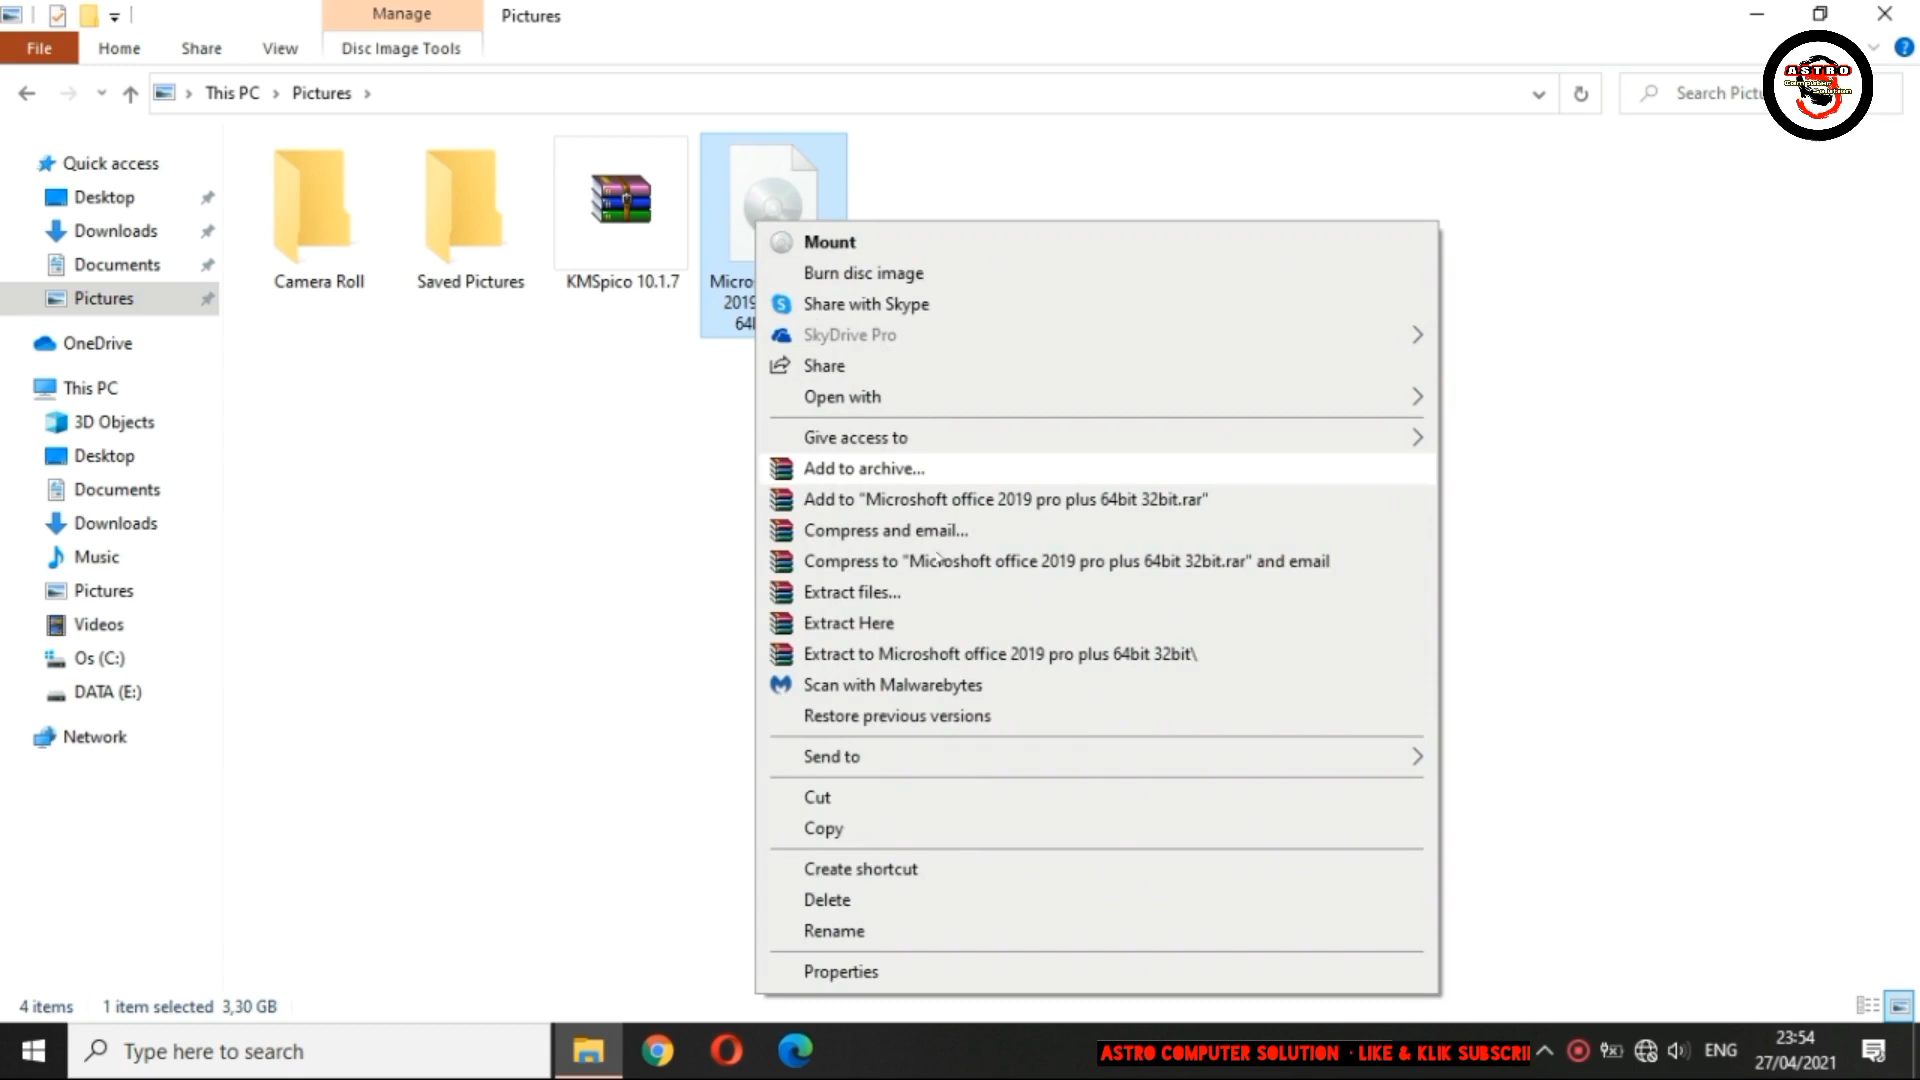 Manage
Pictures
File
Home
Share
View
Disc Image Tools
This PC
Pictures
Search Pictu
ASTRO
Computer
Solution
Quick access
Desktop
Downloads
Documents
Pictures
OneDrive
This PC
3D Objects
Desktop
Documents
Downloads
Music
Pictures
Videos
Os (C:)
DATA (E:)
Network
Camera Roll
Saved Pictures
KMSpico 10.1.7
Micro
2019
64
Mount
Burn disc image
Share with Skype
SkyDrive Pro
Share
Open with
Give access to
Add to archive...
Add to "Microshoft office 2019 pro plus 64bit 32bit.rar"
Compress and email...
Compress to "Microshoft office 2019 pro plus 64bit 32bit.rar" and email
Extract files...
Extract Here
Extract to Microshoft office 2019 pro plus 64bit 32bit\
Scan with Malwarebytes
Restore previous versions
Send to
Cut
Copy
Create shortcut
Delete
Rename
Properties
4 items
1 item selected 3,30 GB
Type here to search
ASTRO COMPUTER SOLUTION · LIKE & KLIK SUBSCRI
ENG
23:54
27/04/2021